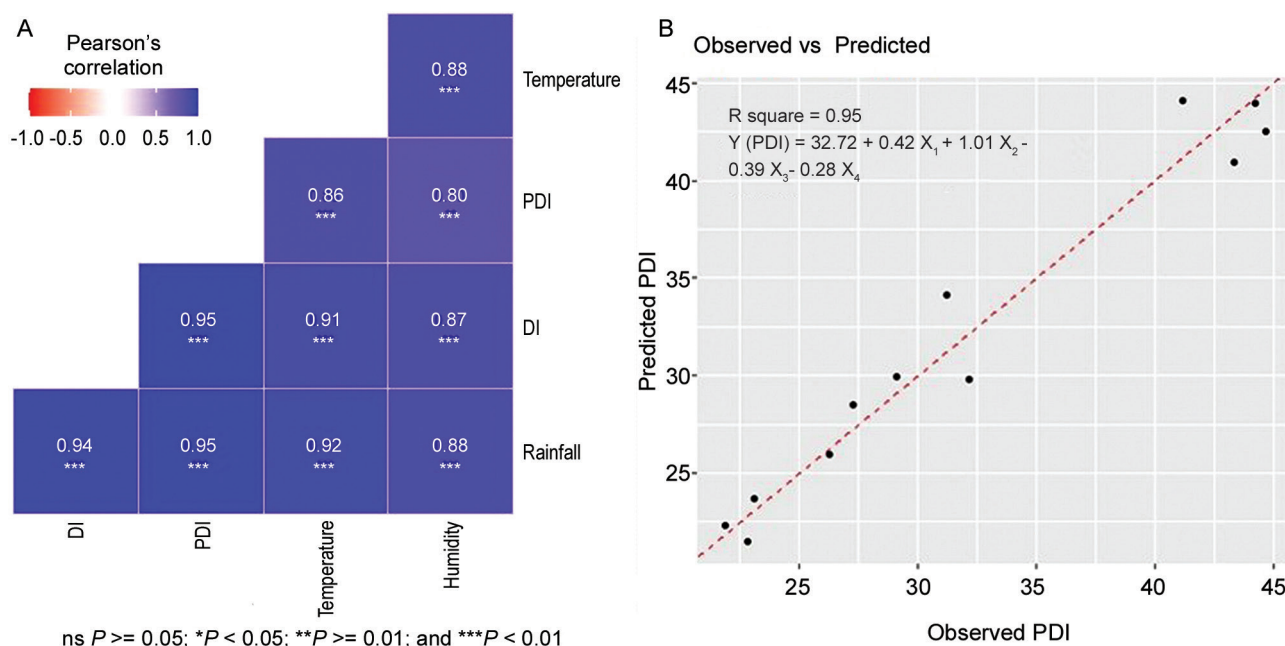 A
Pearson's
correlation
-1.0 -0.5 0.0 0.5 1.0
0.88
***
Temperature
0.86
***
0.80
***
PDI
0.95
***
0.91
***
0.87
***
DI
0.94
***
0.95
***
0.92
***
0.88
***
Rainfall
DI
PDI
Temperature
Humidity
ns P >= 0.05; *P < 0.05; **P >= 0.01; and ***P < 0.01
B
Observed vs Predicted
R square = 0.95
Y (PDI) = 32.72 + 0.42 X₁ + 1.01 X₂ -
0.39 X₃- 0.28 X₄
Predicted PDI
45
40
35
30
25
25 30 35 40 45
Observed PDI